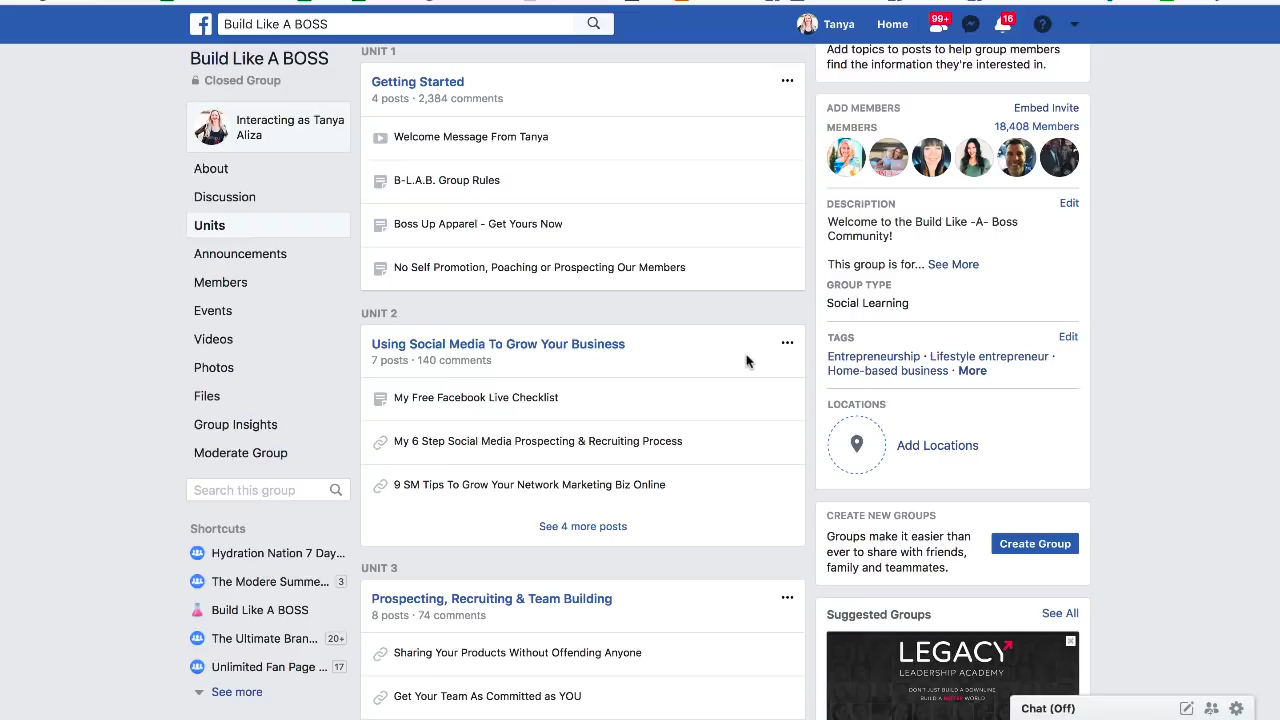 Build Like A BOSS
Tanya
Home
99+
16
Build Like A BOSS
Closed Group
Interacting as Tanya
Aliza
About
Discussion
Units
Announcements
Members
Events
Videos
Photos
Files
Group Insights
Moderate Group
Search this group
Shortcuts
Hydration Nation 7 Day...
The Modere Summe... 3
Build Like A BOSS
The Ultimate Bran... 20+
Unlimited Fan Page ... 17
See more
UNIT 1
Getting Started
4 posts · 2,384 comments
Welcome Message From Tanya
B-L.A.B. Group Rules
Boss Up Apparel - Get Yours Now
No Self Promotion, Poaching or Prospecting Our Members
UNIT 2
Using Social Media To Grow Your Business
7 posts · 140 comments
My Free Facebook Live Checklist
My 6 Step Social Media Prospecting & Recruiting Process
9 SM Tips To Grow Your Network Marketing Biz Online
See 4 more posts
UNIT 3
Prospecting, Recruiting & Team Building
8 posts · 74 comments
Sharing Your Products Without Offending Anyone
Get Your Team As Committed as YOU
Add topics to posts to help group members
find the information they're interested in.
ADD MEMBERS Embed Invite
MEMBERS 18,408 Members
DESCRIPTION Edit
Welcome to the Build Like -A- Boss
Community!
This group is for... See More
GROUP TYPE
Social Learning
TAGS Edit
Entrepreneurship · Lifestyle entrepreneur ·
Home-based business · More
LOCATIONS
Add Locations
CREATE NEW GROUPS
Groups make it easier than
ever to share with friends,
family and teammates.
Create Group
Suggested Groups See All
LEGACY
LEADERSHIP ACADEMY
DON'T JUST BUILD A DOWNLINE
BUILD A BETTER WORLD
Chat (Off)